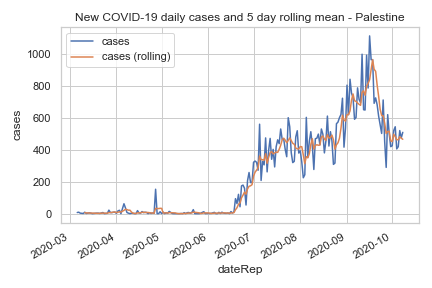 New COVID-19 daily cases and 5 day rolling mean - Palestine
cases
cases (rolling)
1000
800
600
400
200
0
cases
2020-03
2020-04
2020-05
2020-06
2020-07
2020-08
2020-09
2020-10
dateRep